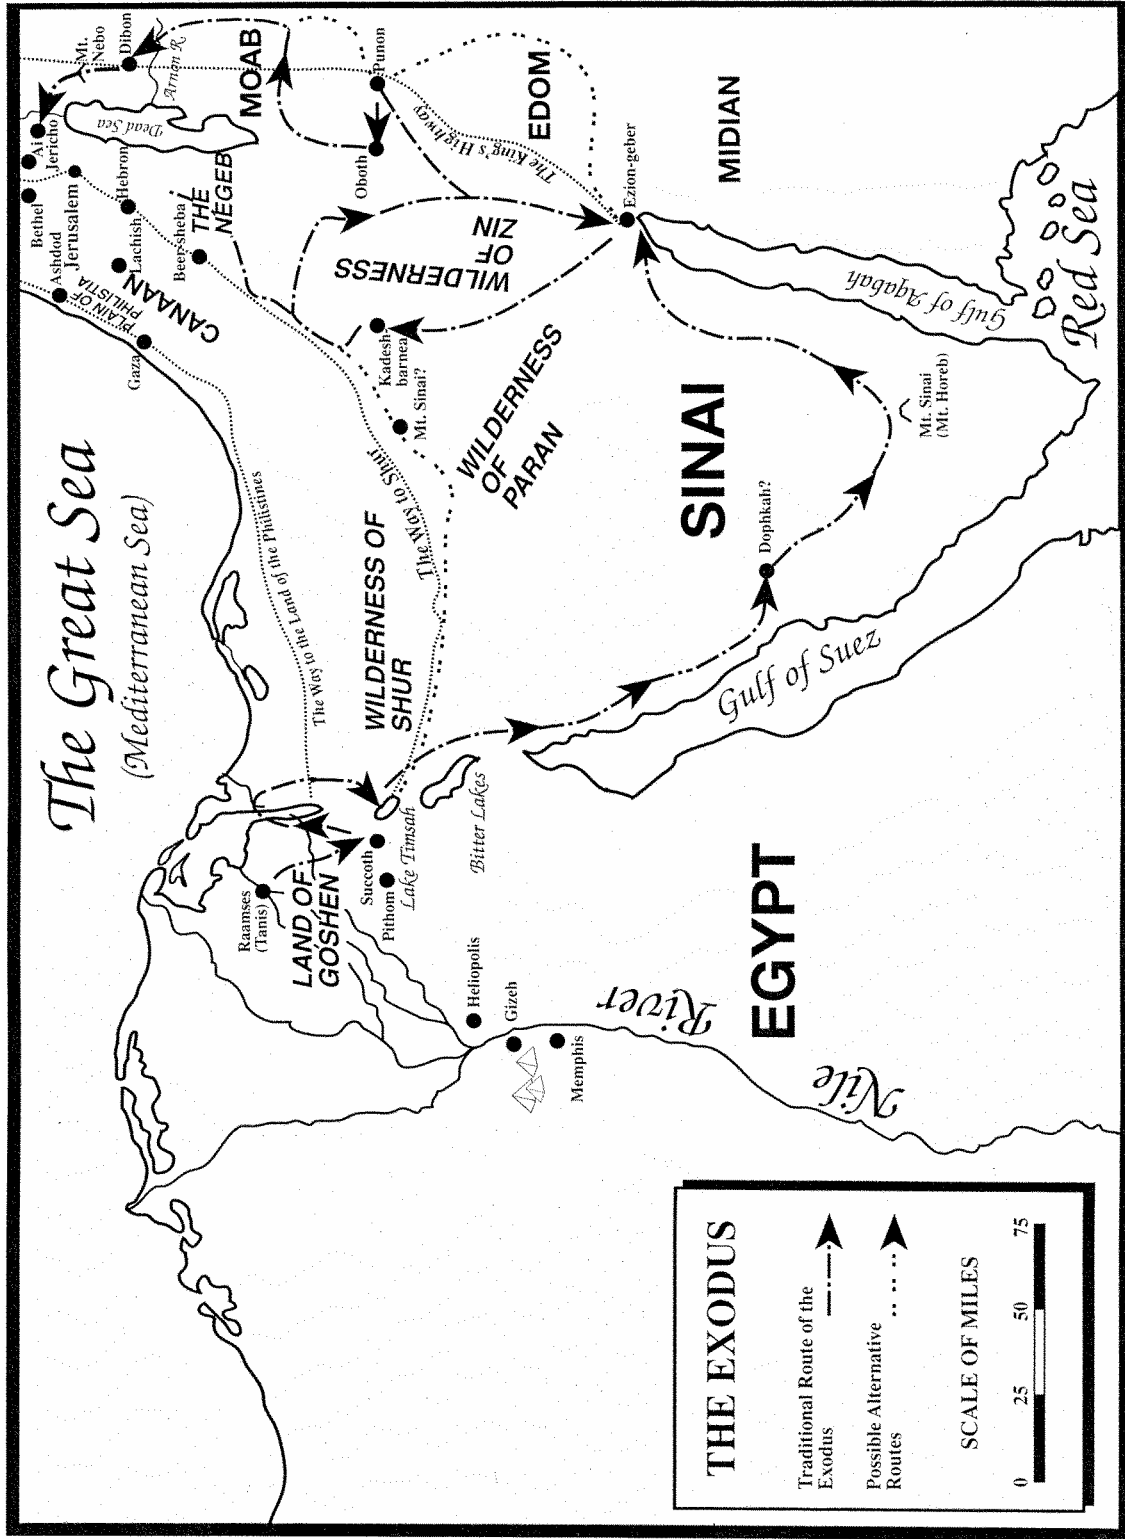 The Great Sea
(Mediterranean Sea)
Bethel
Ai
Jericho
Mt.
Nebo
Dibon
Arnon R.
Dead Sea
MOAB
Ashdod
Jerusalem
Hebron
Lachish
PLAIN OF
PHILISTIA
CANAAN
Gaza
Beersheba
THE
NEGEB
Punon
Oboth
The King's Highway
EDOM
MIDIAN
Ezion-geber
WILDERNESS
OF
ZIN
Kadesh-
barnea
Mt. Sinai?
WILDERNESS
OF
PARAN
The Way to the Land of the Philistines
The Way to Shur
WILDERNESS OF
SHUR
SINAI
Dophkah?
Mt. Sinai
(Mt. Horeb)
Gulf of Aqabah
Red Sea
Gulf of Suez
Raamses
(Tanis)
LAND OF
GOSHEN
Succoth
Pithom
Lake Timsah
Bitter Lakes
Heliopolis
Gizeh
Memphis
EGYPT
Nile River
THE EXODUS
Traditional Route of the
Exodus
Possible Alternative
Routes
SCALE OF MILES
0 25 50 75